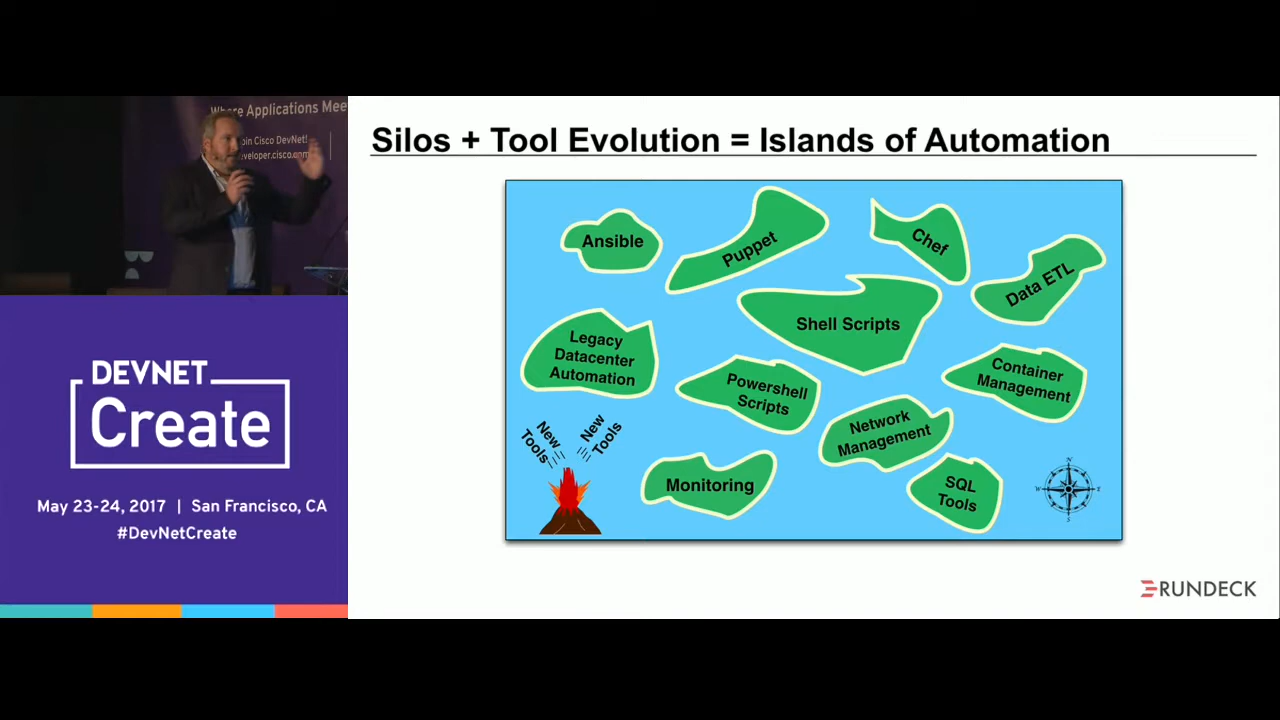 Where Applications Mee
Join Cisco DevNet!
developer.cisco.com
DEVNET
Create
May 23-24, 2017 | San Francisco, CA
#DevNetCreate
Silos + Tool Evolution = Islands of Automation
Ansible
Puppet
Chef
Data ETL
Shell Scripts
Legacy
Datacenter
Automation
Powershell
Scripts
Container
Management
Network
Management
New
Tools
New
Tools
Monitoring
SQL
Tools
N
W
S
RUNDECK